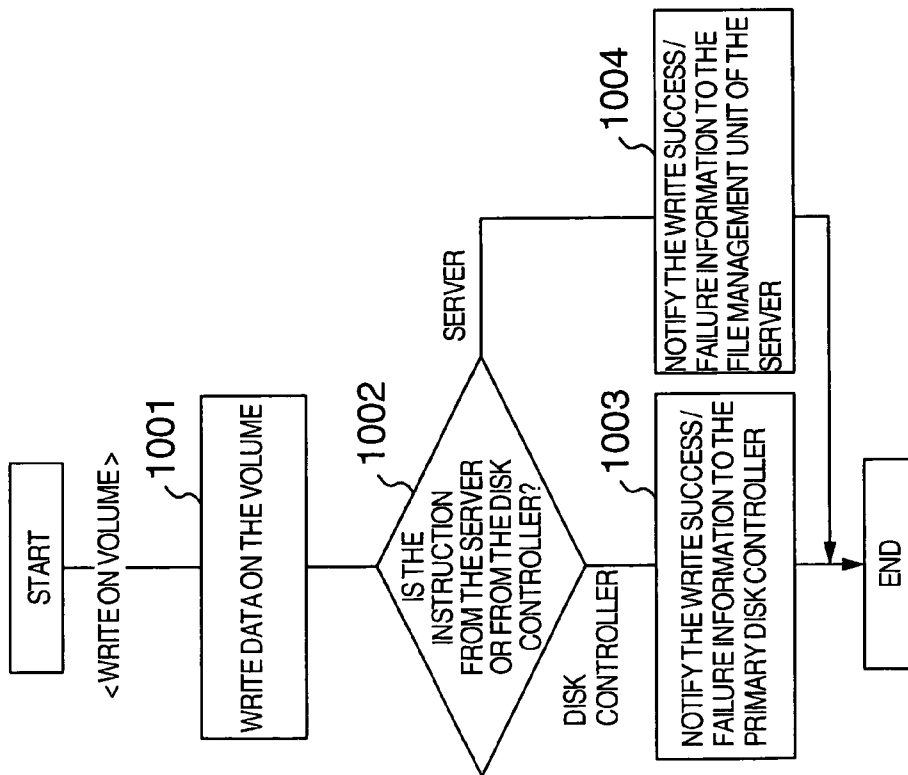 START
<WRITE ON VOLUME>
1001
WRITE DATA ON THE VOLUME
1002
IS THE
INSTRUCTION
FROM THE SERVER
OR FROM THE DISK
CONTROLLER?
SERVER
DISK
CONTROLLER
1003
NOTIFY THE WRITE SUCCESS/
FAILURE INFORMATION TO THE
PRIMARY DISK CONTROLLER
1004
NOTIFY THE WRITE SUCCESS/
FAILURE INFORMATION TO THE
FILE MANAGEMENT UNIT OF THE
SERVER
END